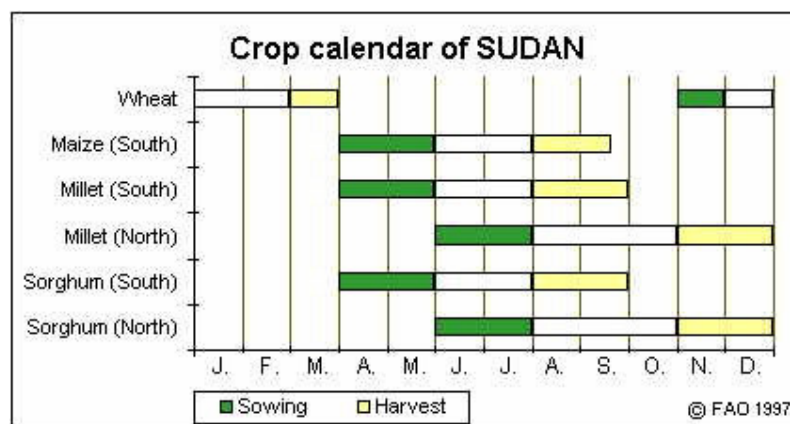 Crop calendar of SUDAN
Wheat
Maize (South)
Millet (South)
Millet (North)
Sorghum (South)
Sorghum (North)
J. F. M. A. M. J. J. A. S. O. N. D.
Sowing Harvest
© FAO 1997